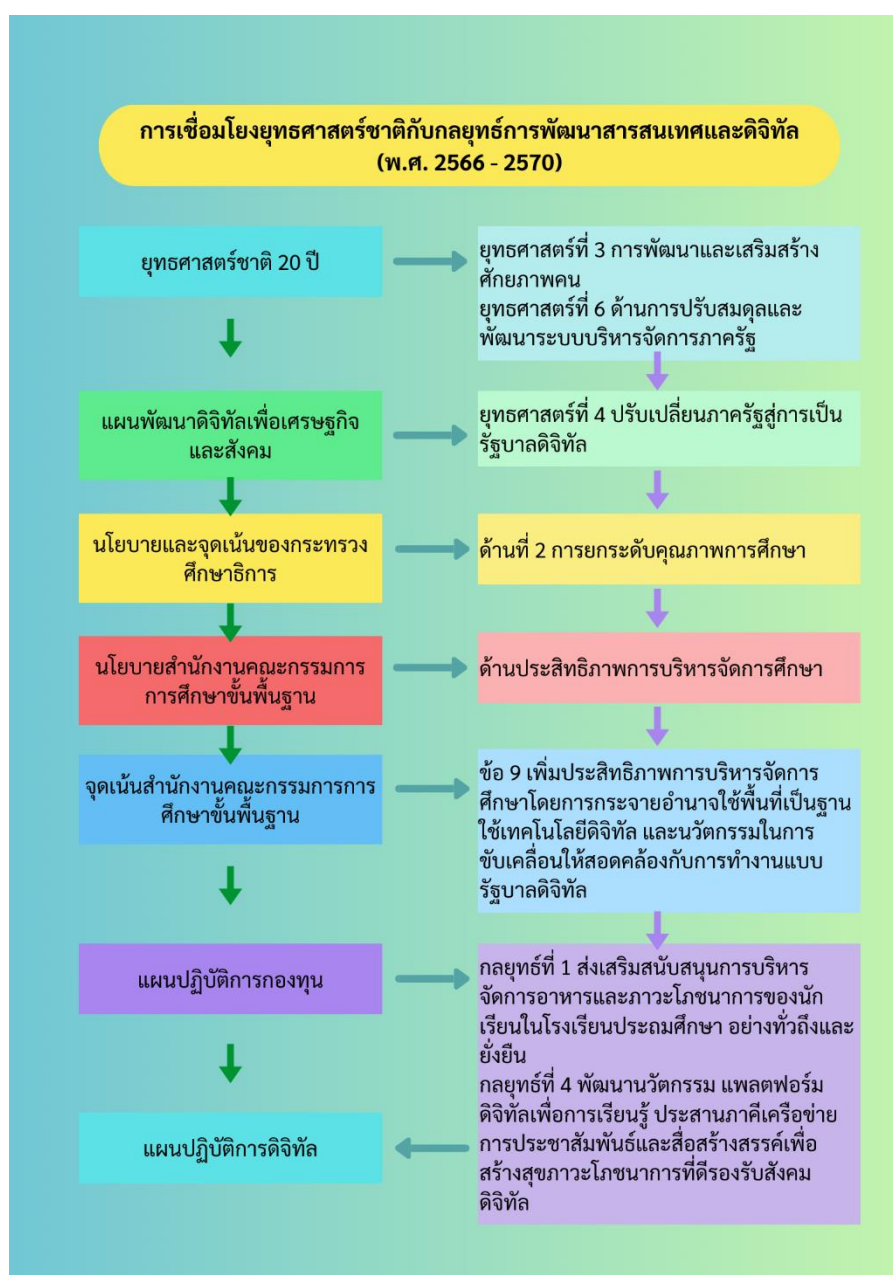 การเชื่อมโยงยุทธศาสตร์ชาติกับกลยุทธ์การพัฒนาสารสนเทศและดิจิทัล
(พ.ศ. 2566 - 2570)
ยุทธศาสตร์ชาติ 20 ปี
ยุทธศาสตร์ที่ 3 การพัฒนาและเสริมสร้าง
ศักยภาพคน
ยุทธศาสตร์ที่ 6 ด้านการปรับสมดุลและ
พัฒนาระบบบริหารจัดการภาครัฐ
แผนพัฒนาดิจิทัลเพื่อเศรษฐกิจ
และสังคม
ยุทธศาสตร์ที่ 4 ปรับเปลี่ยนภาครัฐสู่การเป็น
รัฐบาลดิจิทัล
นโยบายและจุดเน้นของกระทรวง
ศึกษาธิการ
ด้านที่ 2 การยกระดับคุณภาพการศึกษา
นโยบายสำนักงานคณะกรรมการ
การศึกษาขั้นพื้นฐาน
ด้านประสิทธิภาพการบริหารจัดการศึกษา
จุดเน้นสำนักงานคณะกรรมการการ
ศึกษาขั้นพื้นฐาน
ข้อ 9 เพิ่มประสิทธิภาพการบริหารจัดการ
ศึกษาโดยการกระจายอำนาจใช้พื้นที่เป็นฐาน
ใช้เทคโนโลยีดิจิทัล และนวัตกรรมในการ
ขับเคลื่อนให้สอดคล้องกับการทำงานแบบ
รัฐบาลดิจิทัล
แผนปฏิบัติการกองทุน
กลยุทธ์ที่ 1 ส่งเสริมสนับสนุนการบริหาร
จัดการอาหารและภาวะโภชนาการของนัก
เรียนในโรงเรียนประถมศึกษา อย่างทั่วถึงและ
ยั่งยืน
กลยุทธ์ที่ 4 พัฒนานวัตกรรม แพลตฟอร์ม
ดิจิทัลเพื่อการเรียนรู้ ประสานภาคีเครือข่าย
การประชาสัมพันธ์และสื่อสร้างสรรค์เพื่อ
สร้างสุขภาวะโภชนาการที่ดีรองรับสังคม
ดิจิทัล
แผนปฏิบัติการดิจิทัล